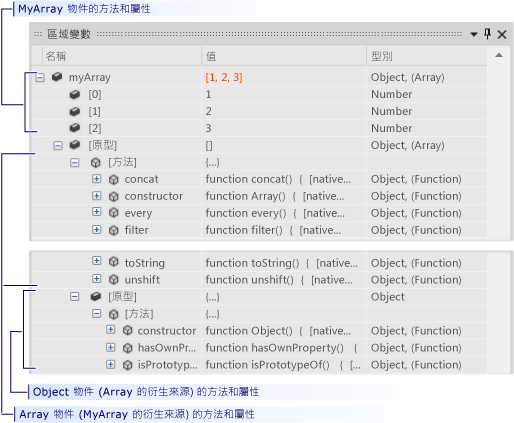 MyArray 物件的方法和屬性
區域變數
名稱 值 型別
myArray [1, 2, 3] Object, (Array)
[0] 1 Number
[1] 2 Number
[2] 3 Number
[原型] [] Object, (Array)
[方法] {...}
concat function concat() { [native... Object, (Function)
constructor function Array() { [native... Object, (Function)
every function every() { [native... Object, (Function)
filter function filter() { [native... Object, (Function)
toString function toString() { [native... Object, (Function)
unshift function unshift() { [native... Object, (Function)
[原型] {...} Object
[方法] {...}
constructor function Object() { [native... Object, (Function)
hasOwnPr... function hasOwnProperty() { Object, (Function)
isPrototyp... function isPrototypeOf() { [... Object, (Function)
Object 物件 (Array 的衍生來源) 的方法和屬性
Array 物件 (MyArray 的衍生來源) 的方法和屬性